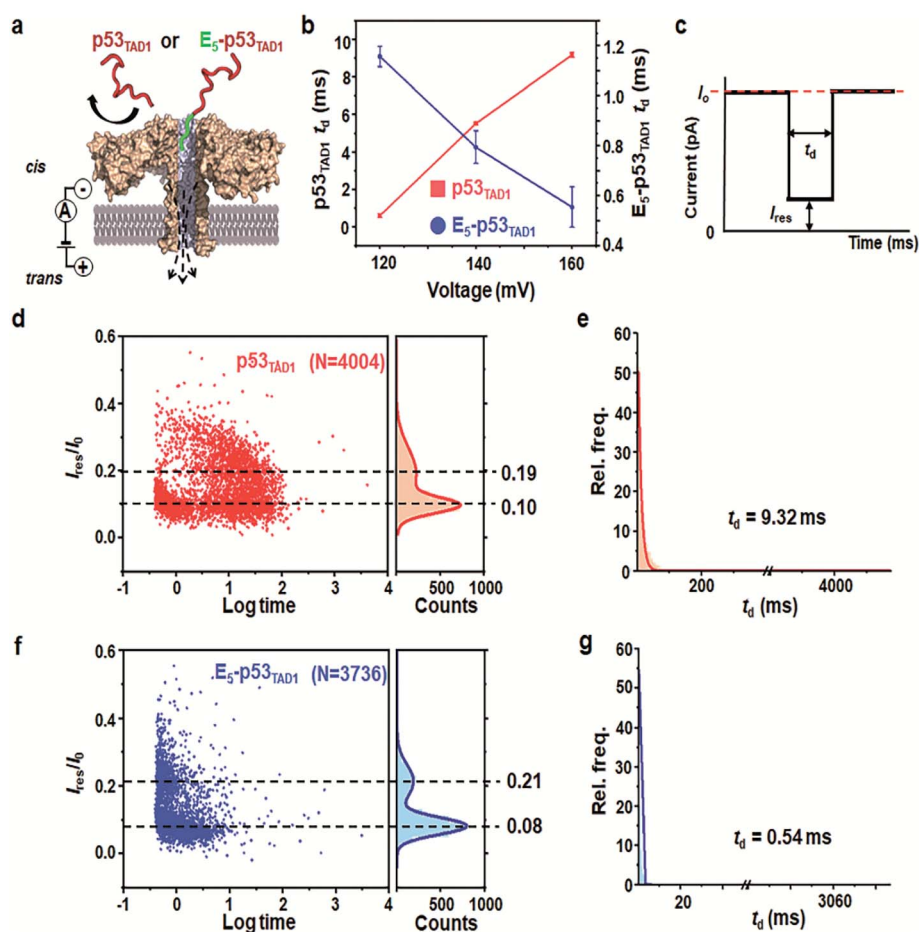 a
p53TAD1 or E5-p53TAD1
cis
-
A
+
trans
b
p53TAD1 td (ms)
10
8
6
4
2
0
p53TAD1
E5-p53TAD1
1.2
1.0
0.8
0.6
0.4
E5-p53TAD1 td (ms)
120 140 160
Voltage (mV)
c
Current (pA)
Io
td
Ires
0
Time (ms)
d
Ires/I0
0.6
0.4
0.2
0.0
p53TAD1 (N=4004)
0.19
0.10
-1 0 1 2 3 4 0 500 1000
Log time Counts
e
Rel. freq.
60
50
40
30
20
10
0
td = 9.32 ms
200 4000
td (ms)
f
Ires/I0
0.6
0.4
0.2
0.0
E5-p53TAD1 (N=3736)
0.21
0.08
-1 0 1 2 3 4 0 500 1000
Log time Counts
g
Rel. freq.
60
50
40
30
20
10
0
td = 0.54 ms
20 3060
td (ms)